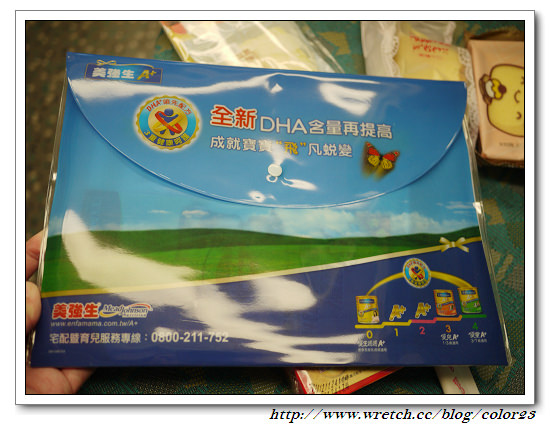 美強生 A+
全新DHA含量再提高
成就寶寶"飛"凡蛻變
美強生 MeadJohnson
www.enfamama.com.tw/A+
宅配暨育兒服務專線：0800-211-752
0
1
2
3
4
A+
A+
http://www.wretch.cc/blog/color23